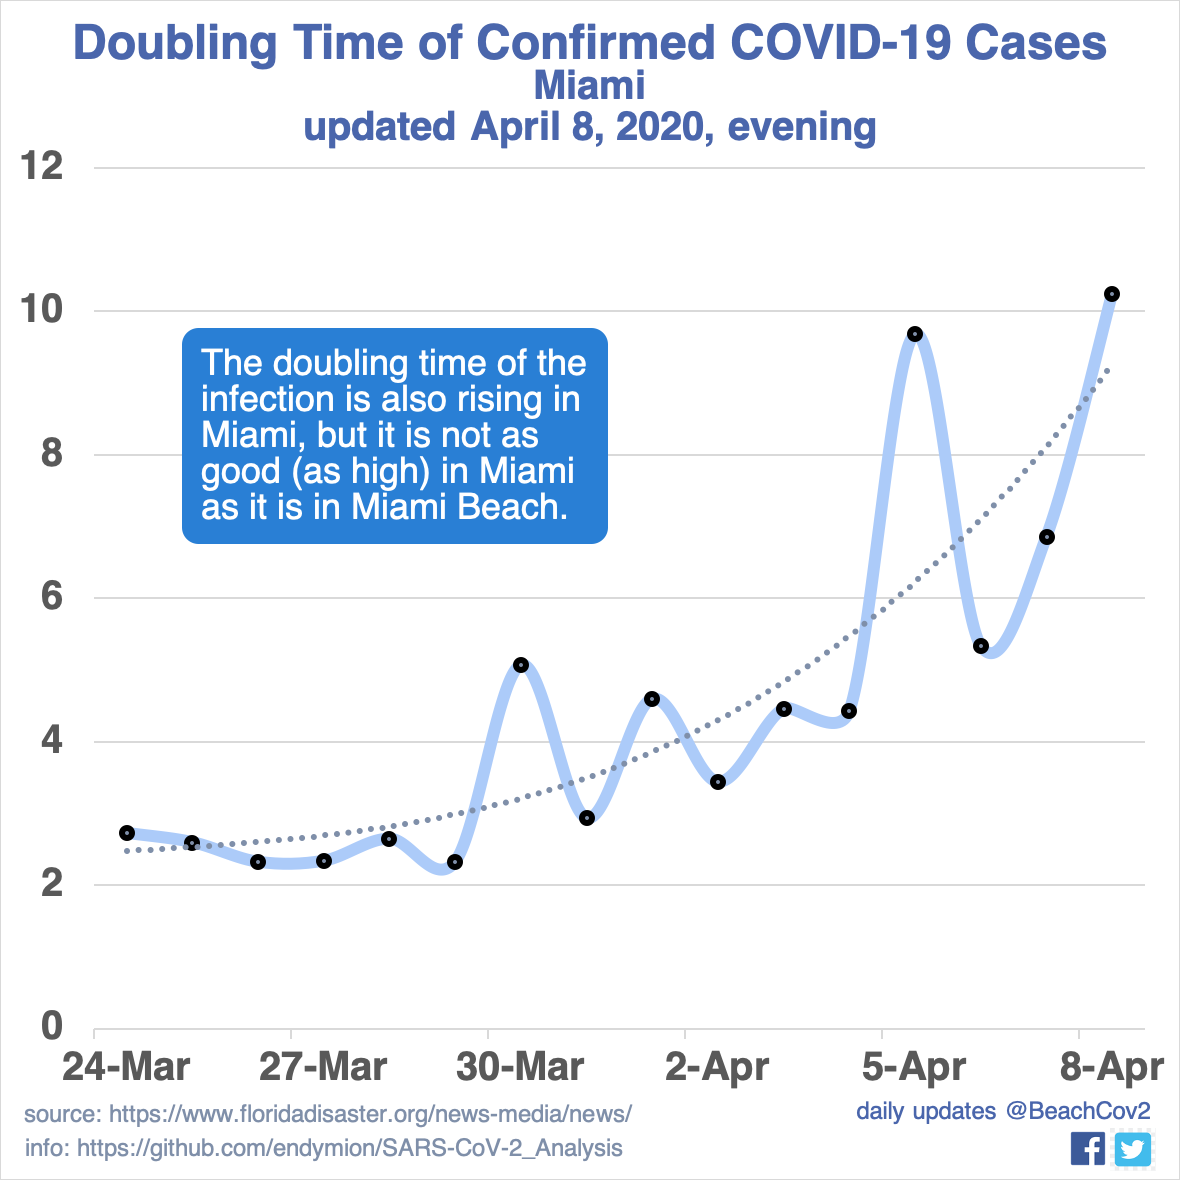 Doubling Time of Confirmed COVID-19 Cases
Miami
updated April 8, 2020, evening
12
10
8
6
4
2
0
The doubling time of the
infection is also rising in
Miami, but it is not as
good (as high) in Miami
as it is in Miami Beach.
24-Mar 27-Mar 30-Mar 2-Apr 5-Apr 8-Apr
source: https://www.floridadisaster.org/news-media/news/
daily updates @BeachCov2
info: https://github.com/endymion/SARS-CoV-2_Analysis